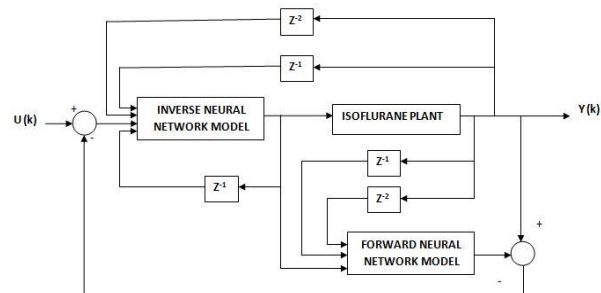 Z-2
Z-1
+
U(k)
-
INVERSE NEURAL
NETWORK MODEL
ISOFLURANE PLANT
Y(k)
Z-1
Z-1
Z-2
+
FORWARD NEURAL
NETWORK MODEL
-